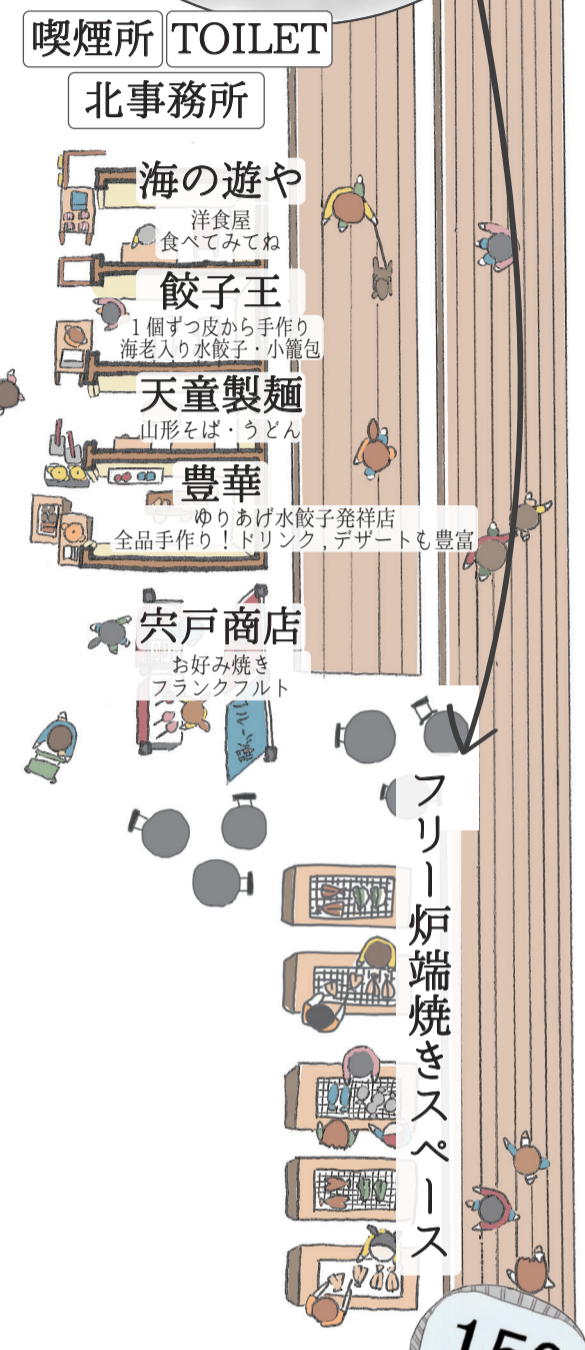 喫煙所 TOILET
北事務所
海の遊や
洋食屋
食べてみてね
餃子王
1個ずつ皮から手作り
海老入り水餃子・小籠包
天童製麺
山形そば・うどん
豊華
ゆりあげ水餃子発祥店
全品手作り！ドリンク,デザートも豊富
宍戸商店
お好み焼き
フランクフルト
フリー炉端焼きスペース